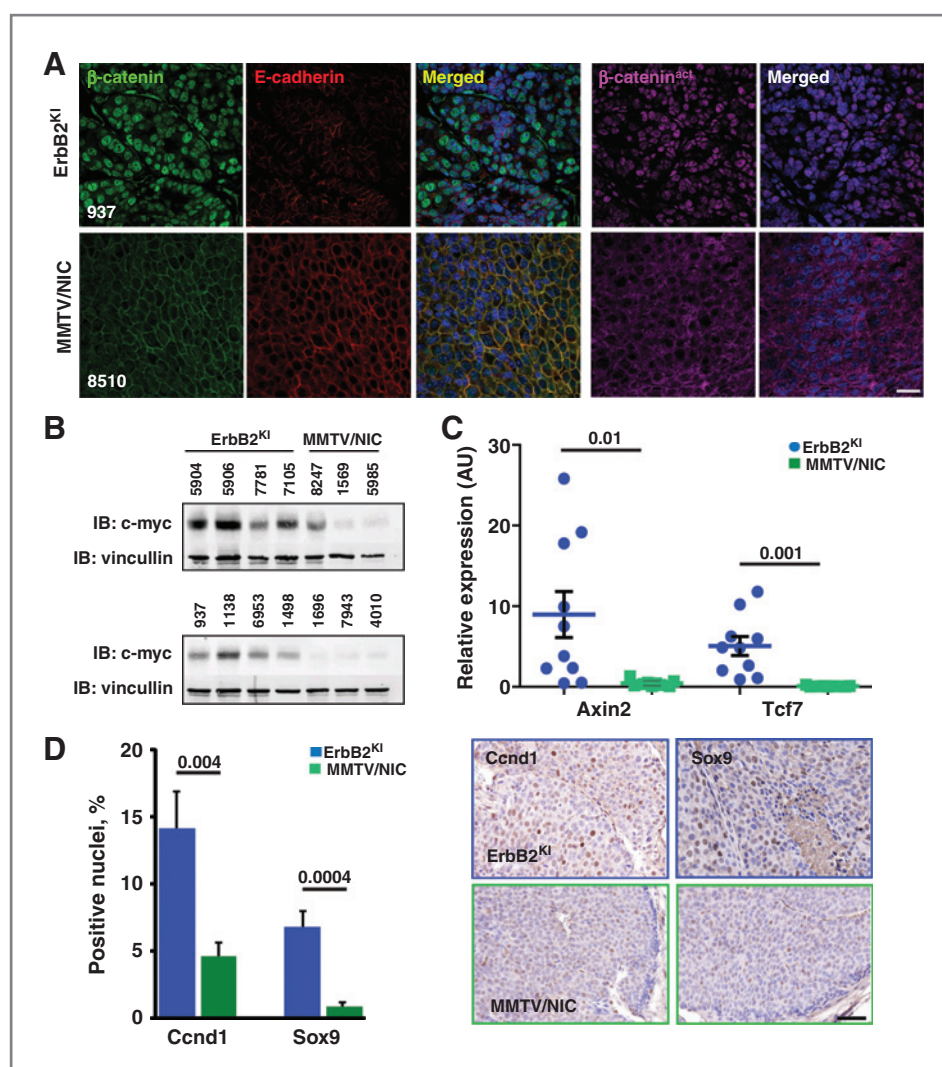 A
β-catenin E-cadherin Merged β-catenin^act Merged
ErbB2^KI
937
MMTV/NIC
8510
B
ErbB2^KI MMTV/NIC
5904 5906 7781 7105 8247 1569 5985
IB: c-myc
IB: vincullin
937 1138 6953 1498 1696 7943 4010
IB: c-myc
IB: vincullin
C
Relative expression (AU)
30
20
10
0
0.01
0.001
ErbB2^KI
MMTV/NIC
Axin2 Tcf7
D
Positive nuclei, %
20
15
10
5
0
0.004
0.0004
ErbB2^KI
MMTV/NIC
Ccnd1 Sox9
Ccnd1 Sox9
ErbB2^KI
MMTV/NIC